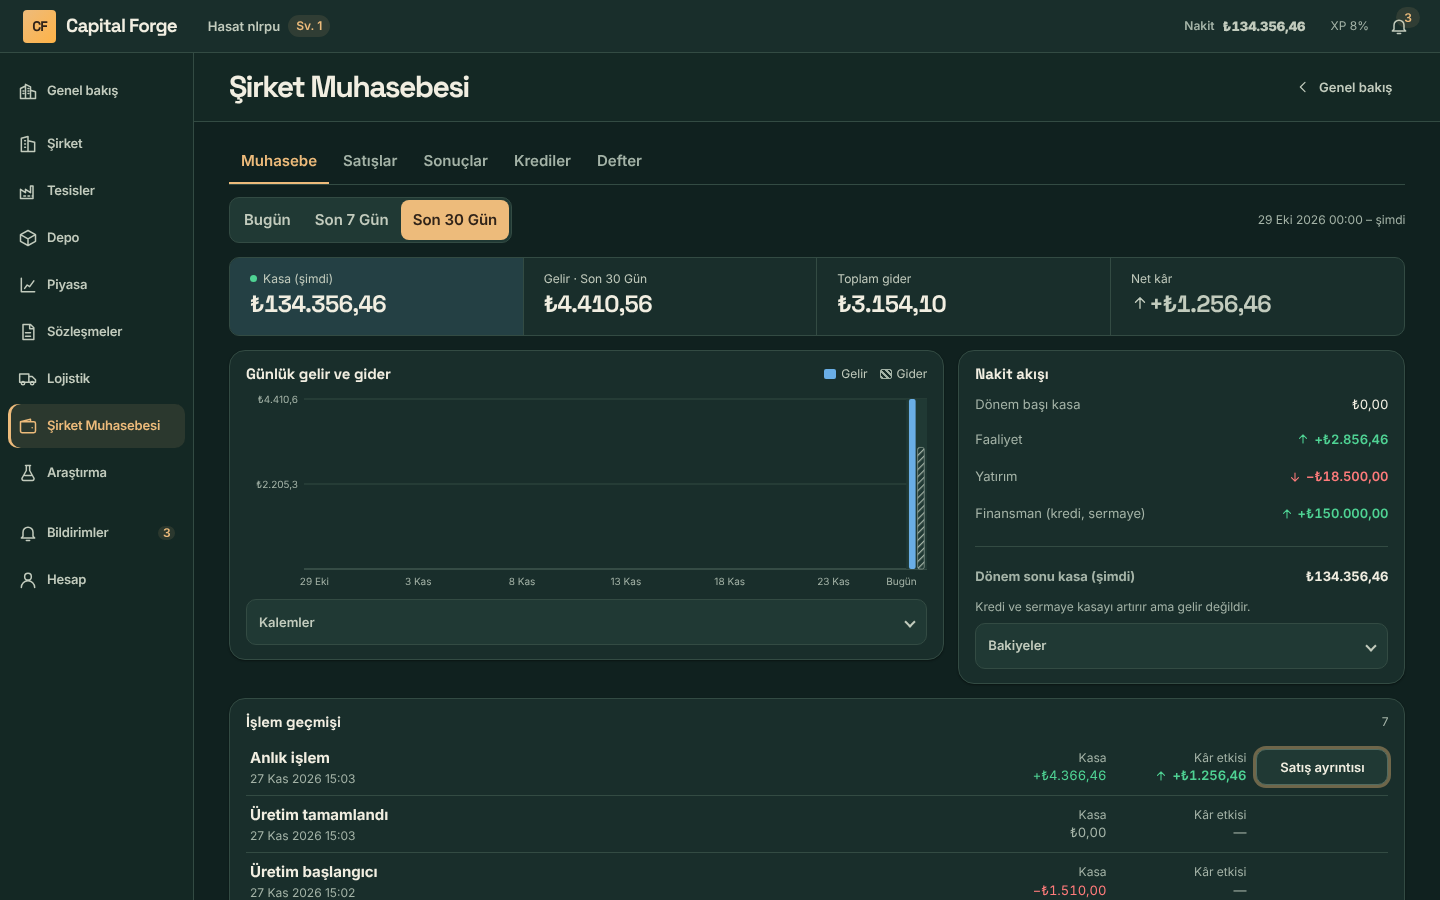 CF Capital Forge Hasat nlrpu Sv. 1 Nakit ₺134.356,46 XP 8% 3
Genel bakış
Şirket
Tesisler
Depo
Piyasa
Sözleşmeler
Lojistik
Şirket Muhasebesi
Araştırma
Bildirimler 3
Hesap
Şirket Muhasebesi
Genel bakış
Muhasebe Satışlar Sonuçlar Krediler Defter
Bugün Son 7 Gün Son 30 Gün
29 Eki 2026 00:00 – şimdi
Kasa (şimdi)
₺134.356,46
Gelir · Son 30 Gün
₺4.410,56
Toplam gider
₺3.154,10
Net kâr
↑ +₺1.256,46
Günlük gelir ve gider
Gelir Gider
₺4.410,6
₺2.205,3
29 Eki 3 Kas 8 Kas 13 Kas 18 Kas 23 Kas Bugün
Kalemler
Nakit akışı
Dönem başı kasa ₺0,00
Faaliyet ↑ +₺2.856,46
Yatırım ↓ −₺18.500,00
Finansman (kredi, sermaye) ↑ +₺150.000,00
Dönem sonu kasa (şimdi) ₺134.356,46
Kredi ve sermaye kasayı artırır ama gelir değildir.
Bakiyeler
İşlem geçmişi 7
Anlık işlem
27 Kas 2026 15:03
Kasa
+₺4.366,46
Kâr etkisi
↑ +₺1.256,46
Satış ayrıntısı
Üretim tamamlandı
27 Kas 2026 15:03
Kasa
₺0,00
Kâr etkisi
—
Üretim başlangıcı
27 Kas 2026 15:02
Kasa
−₺1.510,00
Kâr etkisi
—